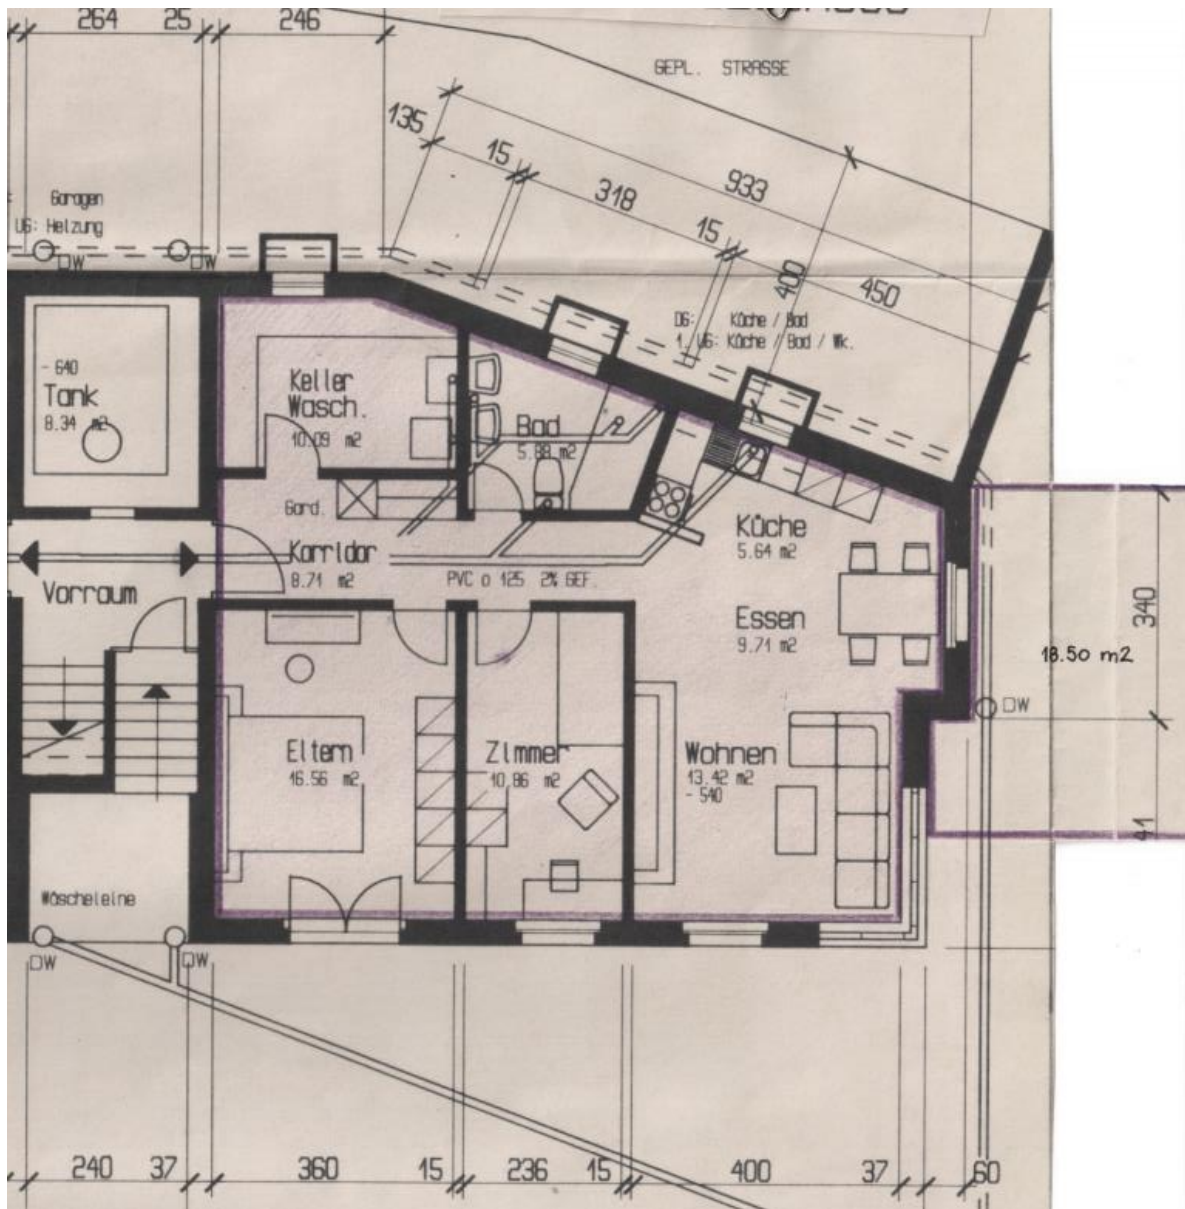 264 25 246
GEPL. STRASSE
135
15
318
933
15
400
450
Garagen
UG: Heizung
DW
DW
DG: Küche / Bad
1. UG: Küche / Bad / Wk.
- 640
Tank
8.34 m2
Keller
Wasch.
10.09 m2
Bad
5.88 m2
Gard.
Küche
5.64 m2
Korridor
8.71 m2
PVC o 125 2% GEF.
Vorraum
Essen
9.71 m2
340
18.50 m2
DW
Eltern
16.56 m2
Zimmer
10.86 m2
Wohnen
13.42 m2
- 540
41
Wäscheleine
DW
DW
240 37 360 15 236 15 400 37 60